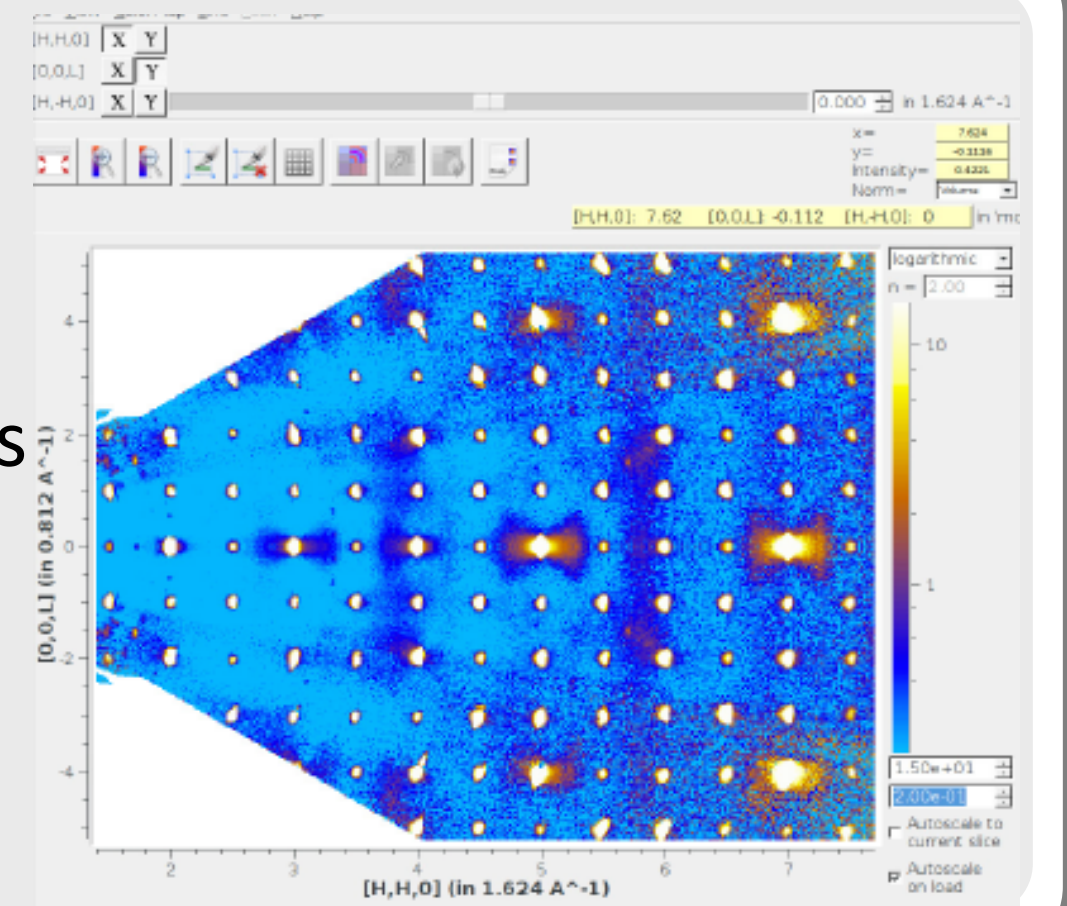 [H,H,0] X Y
[0,0,L] X Y
[H,-H,0] X Y 0.000 in 1.624 A^-1
x= 7.624
y=
Intensity=
Norm= Volume
[H,H,0]: 7.62 [0,0,L]: -0.112 [H,-H,0]: 0 in
logarithmic
n = 2.00
10
1
s
4
2
0
-2
-4
[0,0,L] (in 0.812 A^-1)
2 3 4 5 6 7
[H,H,0] (in 1.624 A^-1)
1.50e+01
2.00e-01
Autoscale to
current slice
Autoscale
on load